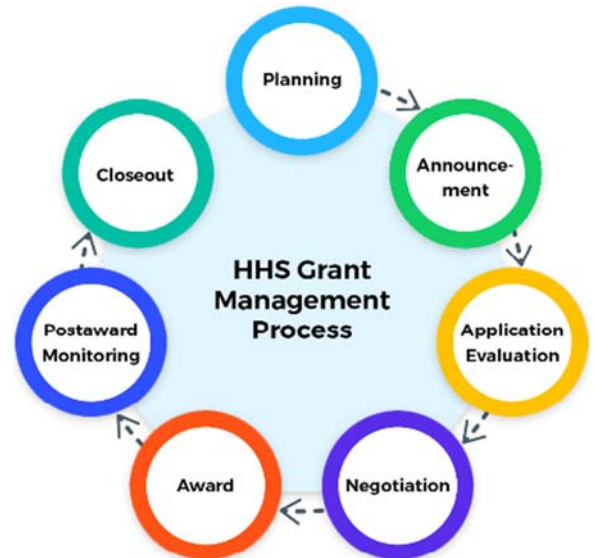 Planning
Announce-
ment
Application
Evaluation
Negotiation
Award
Postaward
Monitoring
Closeout
HHS Grant
Management
Process